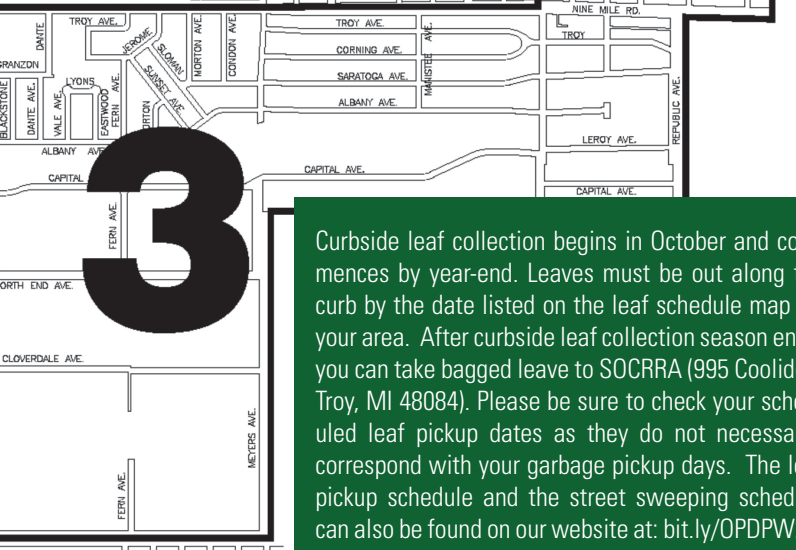 NINE MILE RD.
TROY AVE.
TROY AVE.
TROY
DANTE
JEROME
SLOMAN
MORTON AVE.
CONDON AVE.
AVE.
CORNING AVE.
GRANZON
SUNSET AVE.
SARATOGA AVE.
MANISTEE
LYONS
BLACKSTONE
DANTE AVE.
VALE AVE.
EASTWOOD
FERN AVE.
ALBANY AVE.
REPUBLIC AVE.
LEROY AVE.
ALBANY AVE
CAPITAL AVE.
CAPITAL
CAPITAL AVE.
3
FERN AVE.
ORTH END AVE.
CLOVERDALE AVE.
MEYERS AVE.
FERN AVE.
Curbside leaf collection begins in October and co
mences by year-end. Leaves must be out along
curb by the date listed on the leaf schedule map
your area. After curbside leaf collection season en
you can take bagged leave to SOCRRA (995 Coolid
Troy, MI 48084). Please be sure to check your sche
uled leaf pickup dates as they do not necessa
correspond with your garbage pickup days. The le
pickup schedule and the street sweeping sched
can also be found on our website at: bit.ly/OPDPW